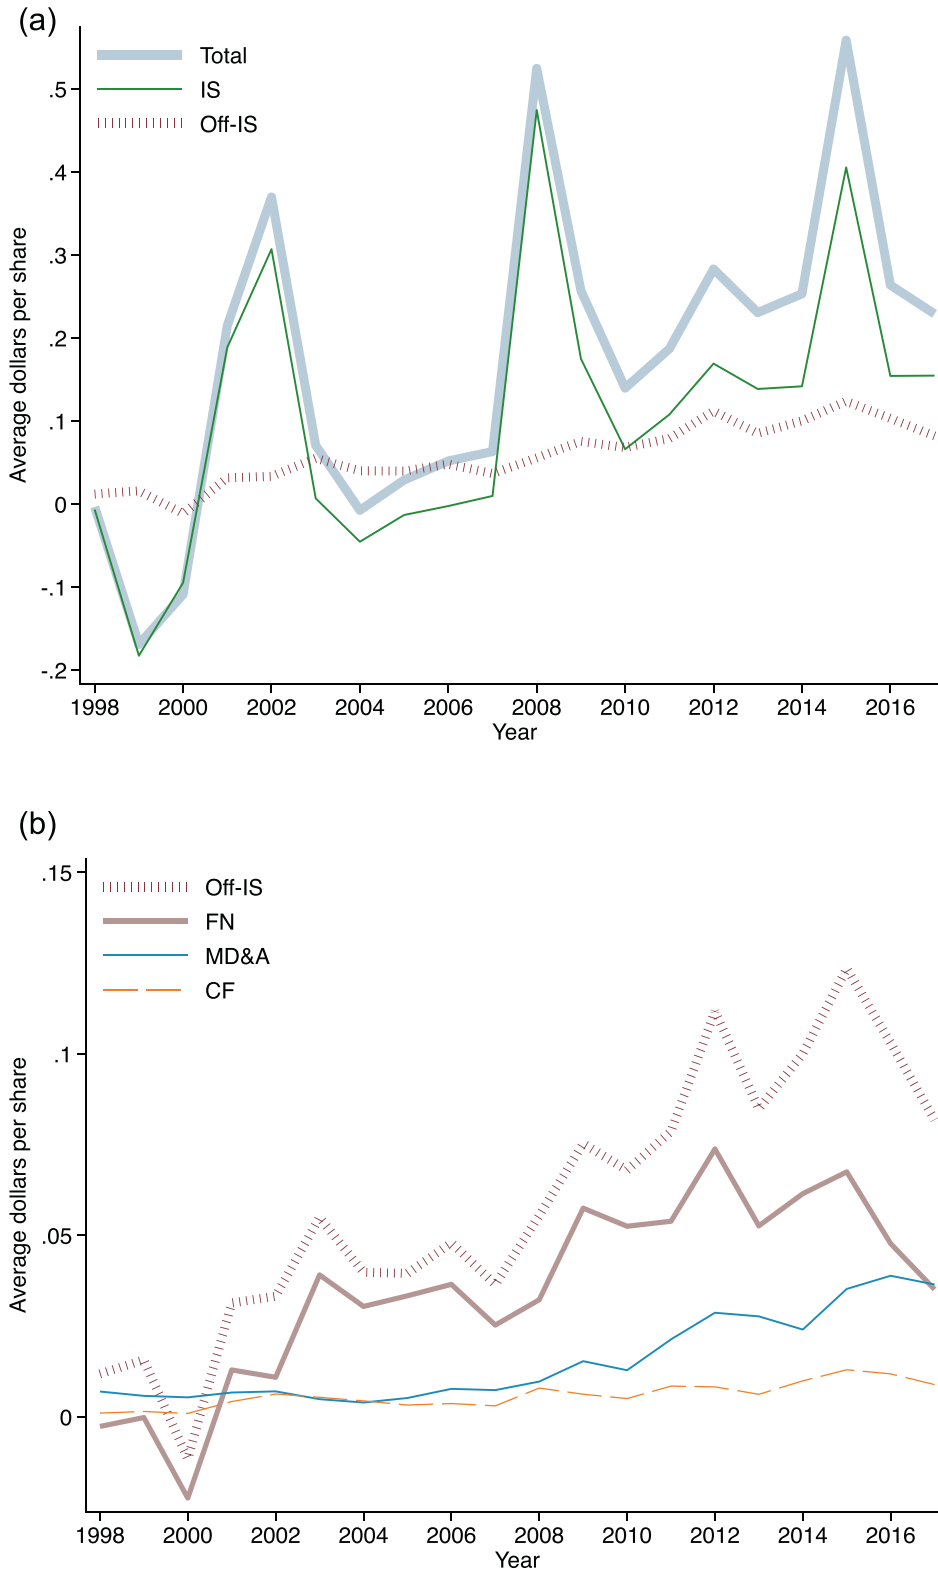 (a)
Total
IS
Off-IS
.5
.4
.3
.2
.1
0
-.1
-.2
Average dollars per share
1998 2000 2002 2004 2006 2008 2010 2012 2014 2016
Year
(b)
Off-IS
FN
MD&A
CF
.15
.1
.05
0
Average dollars per share
1998 2000 2002 2004 2006 2008 2010 2012 2014 2016
Year